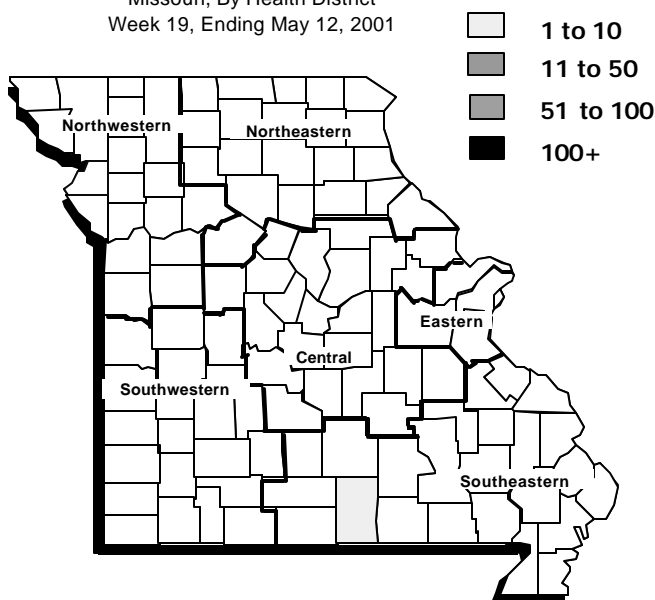 Missouri, By Health District
Week 19, Ending May 12, 2001
1 to 10
11 to 50
51 to 100
100+
Northwestern
Northeastern
Eastern
Central
Southwestern
Southeastern